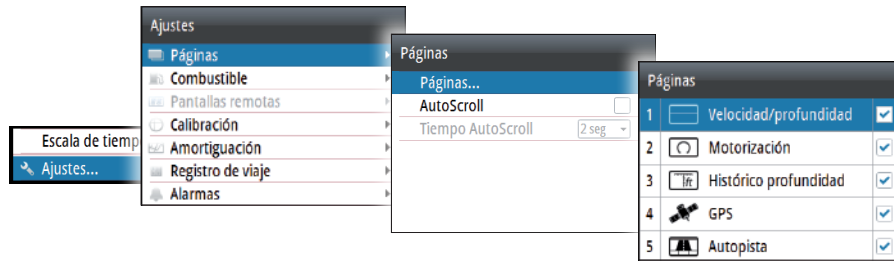 Escala de tiemp
Ajustes...
Ajustes
Páginas
Combustible
Pantallas remotas
Calibración
Amortiguación
Registro de viaje
Alarmas
Páginas
Páginas...
AutoScroll
Tiempo AutoScroll 2 seg
Páginas
1 Velocidad/profundidad
2 Motorización
3 ft Histórico profundidad
4 GPS
5 Autopista